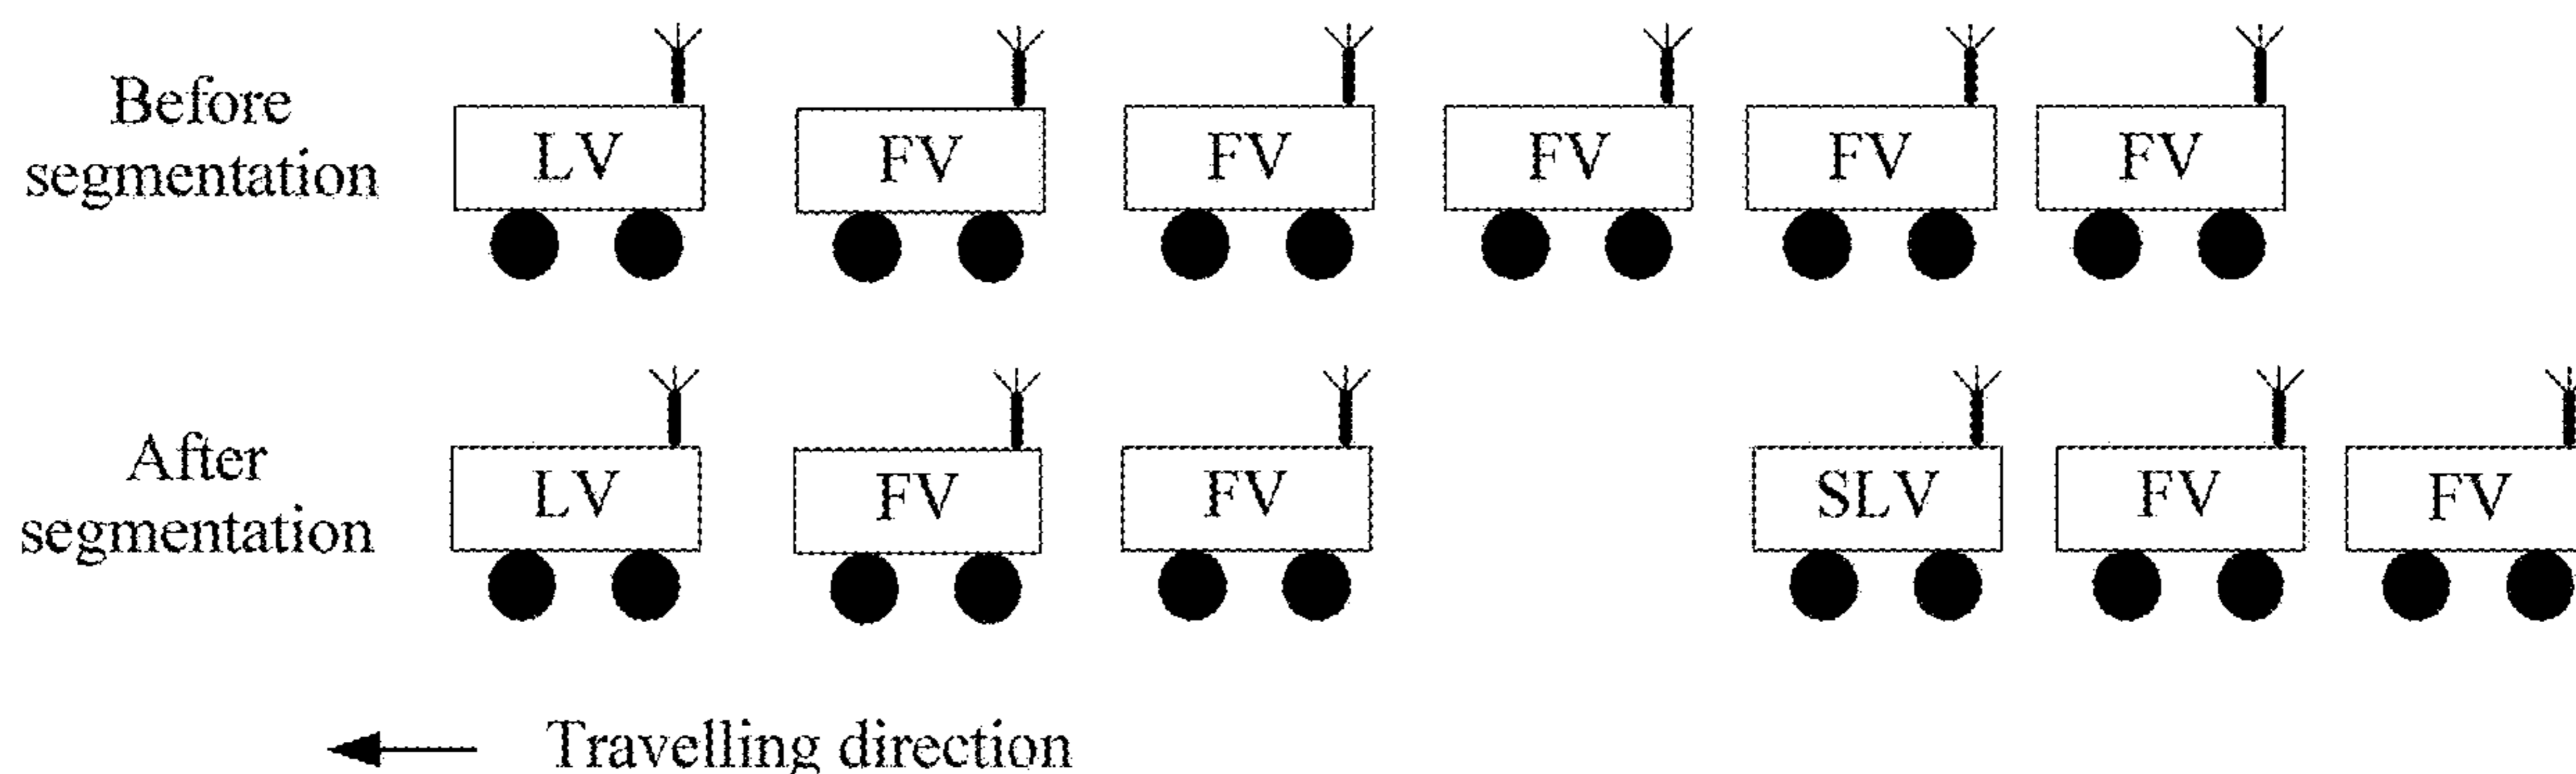 Before
segmentation
LV FV FV FV FV FV
After
segmentation
LV FV FV SLV FV FV
Travelling direction